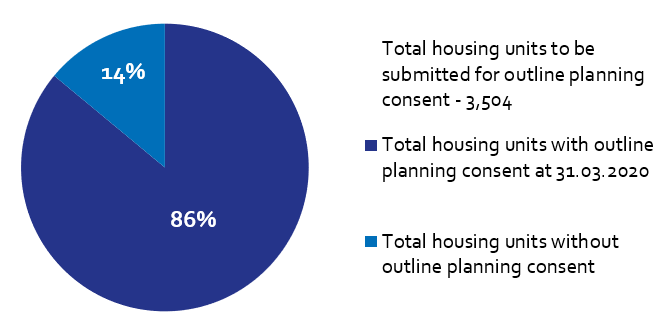 14%
86%
Total housing units to be
submitted for outline planning
consent - 3,504
Total housing units with outline
planning consent at 31.03.2020
Total housing units without
outline planning consent